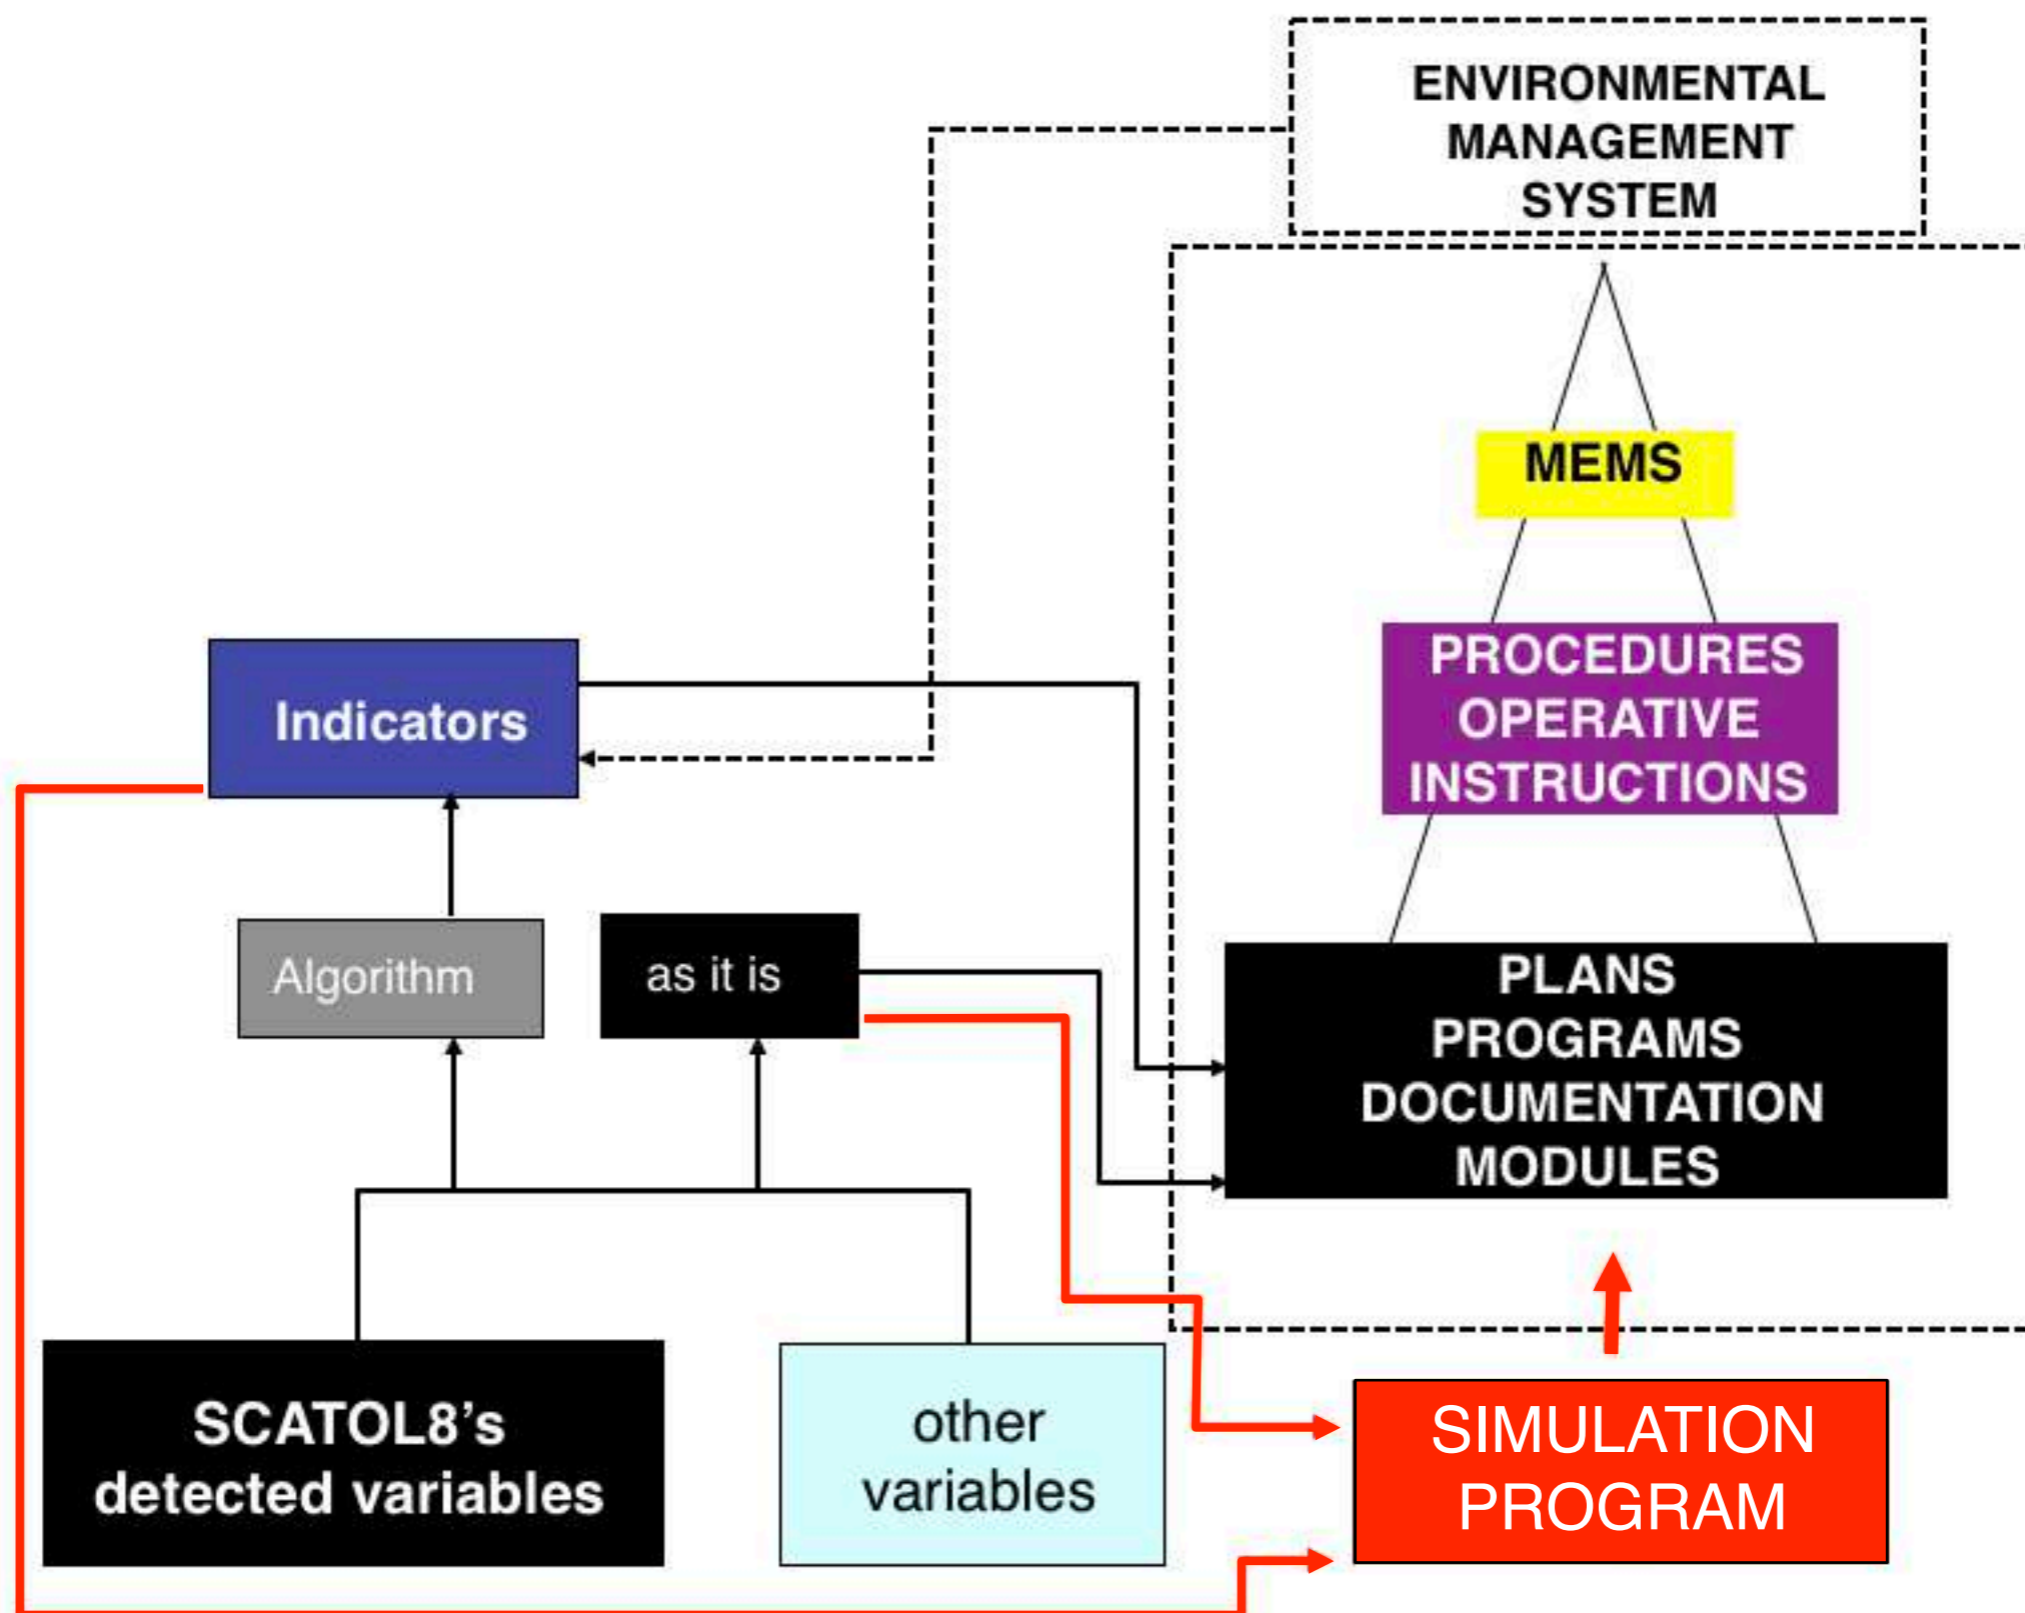 ENVIRONMENTAL
MANAGEMENT
SYSTEM
MEMS
PROCEDURES
OPERATIVE
INSTRUCTIONS
Indicators
Algorithm
as it is
PLANS
PROGRAMS
DOCUMENTATION
MODULES
SCATOL8’s
detected variables
other
variables
SIMULATION
PROGRAM